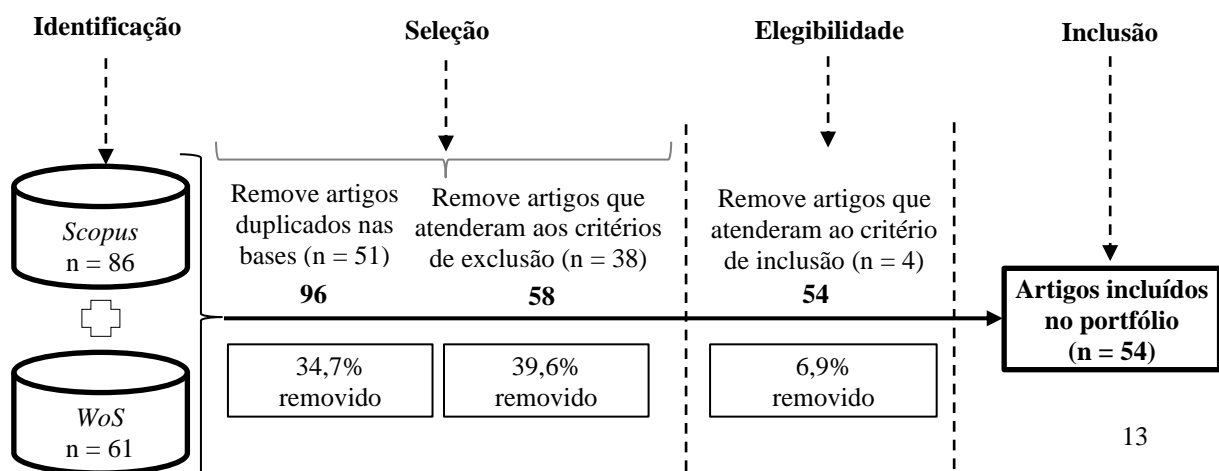 Identificação
Seleção
Elegibilidade
Inclusão
Scopus
n = 86
WoS
n = 61
Remove artigos
duplicados nas
bases (n = 51)
96
34,7%
removido
Remove artigos que
atenderam aos critérios
de exclusão (n = 38)
58
39,6%
removido
Remove artigos que
atenderam ao critério
de inclusão (n = 4)
54
6,9%
removido
Artigos incluídos
no portfólio
(n = 54)
13